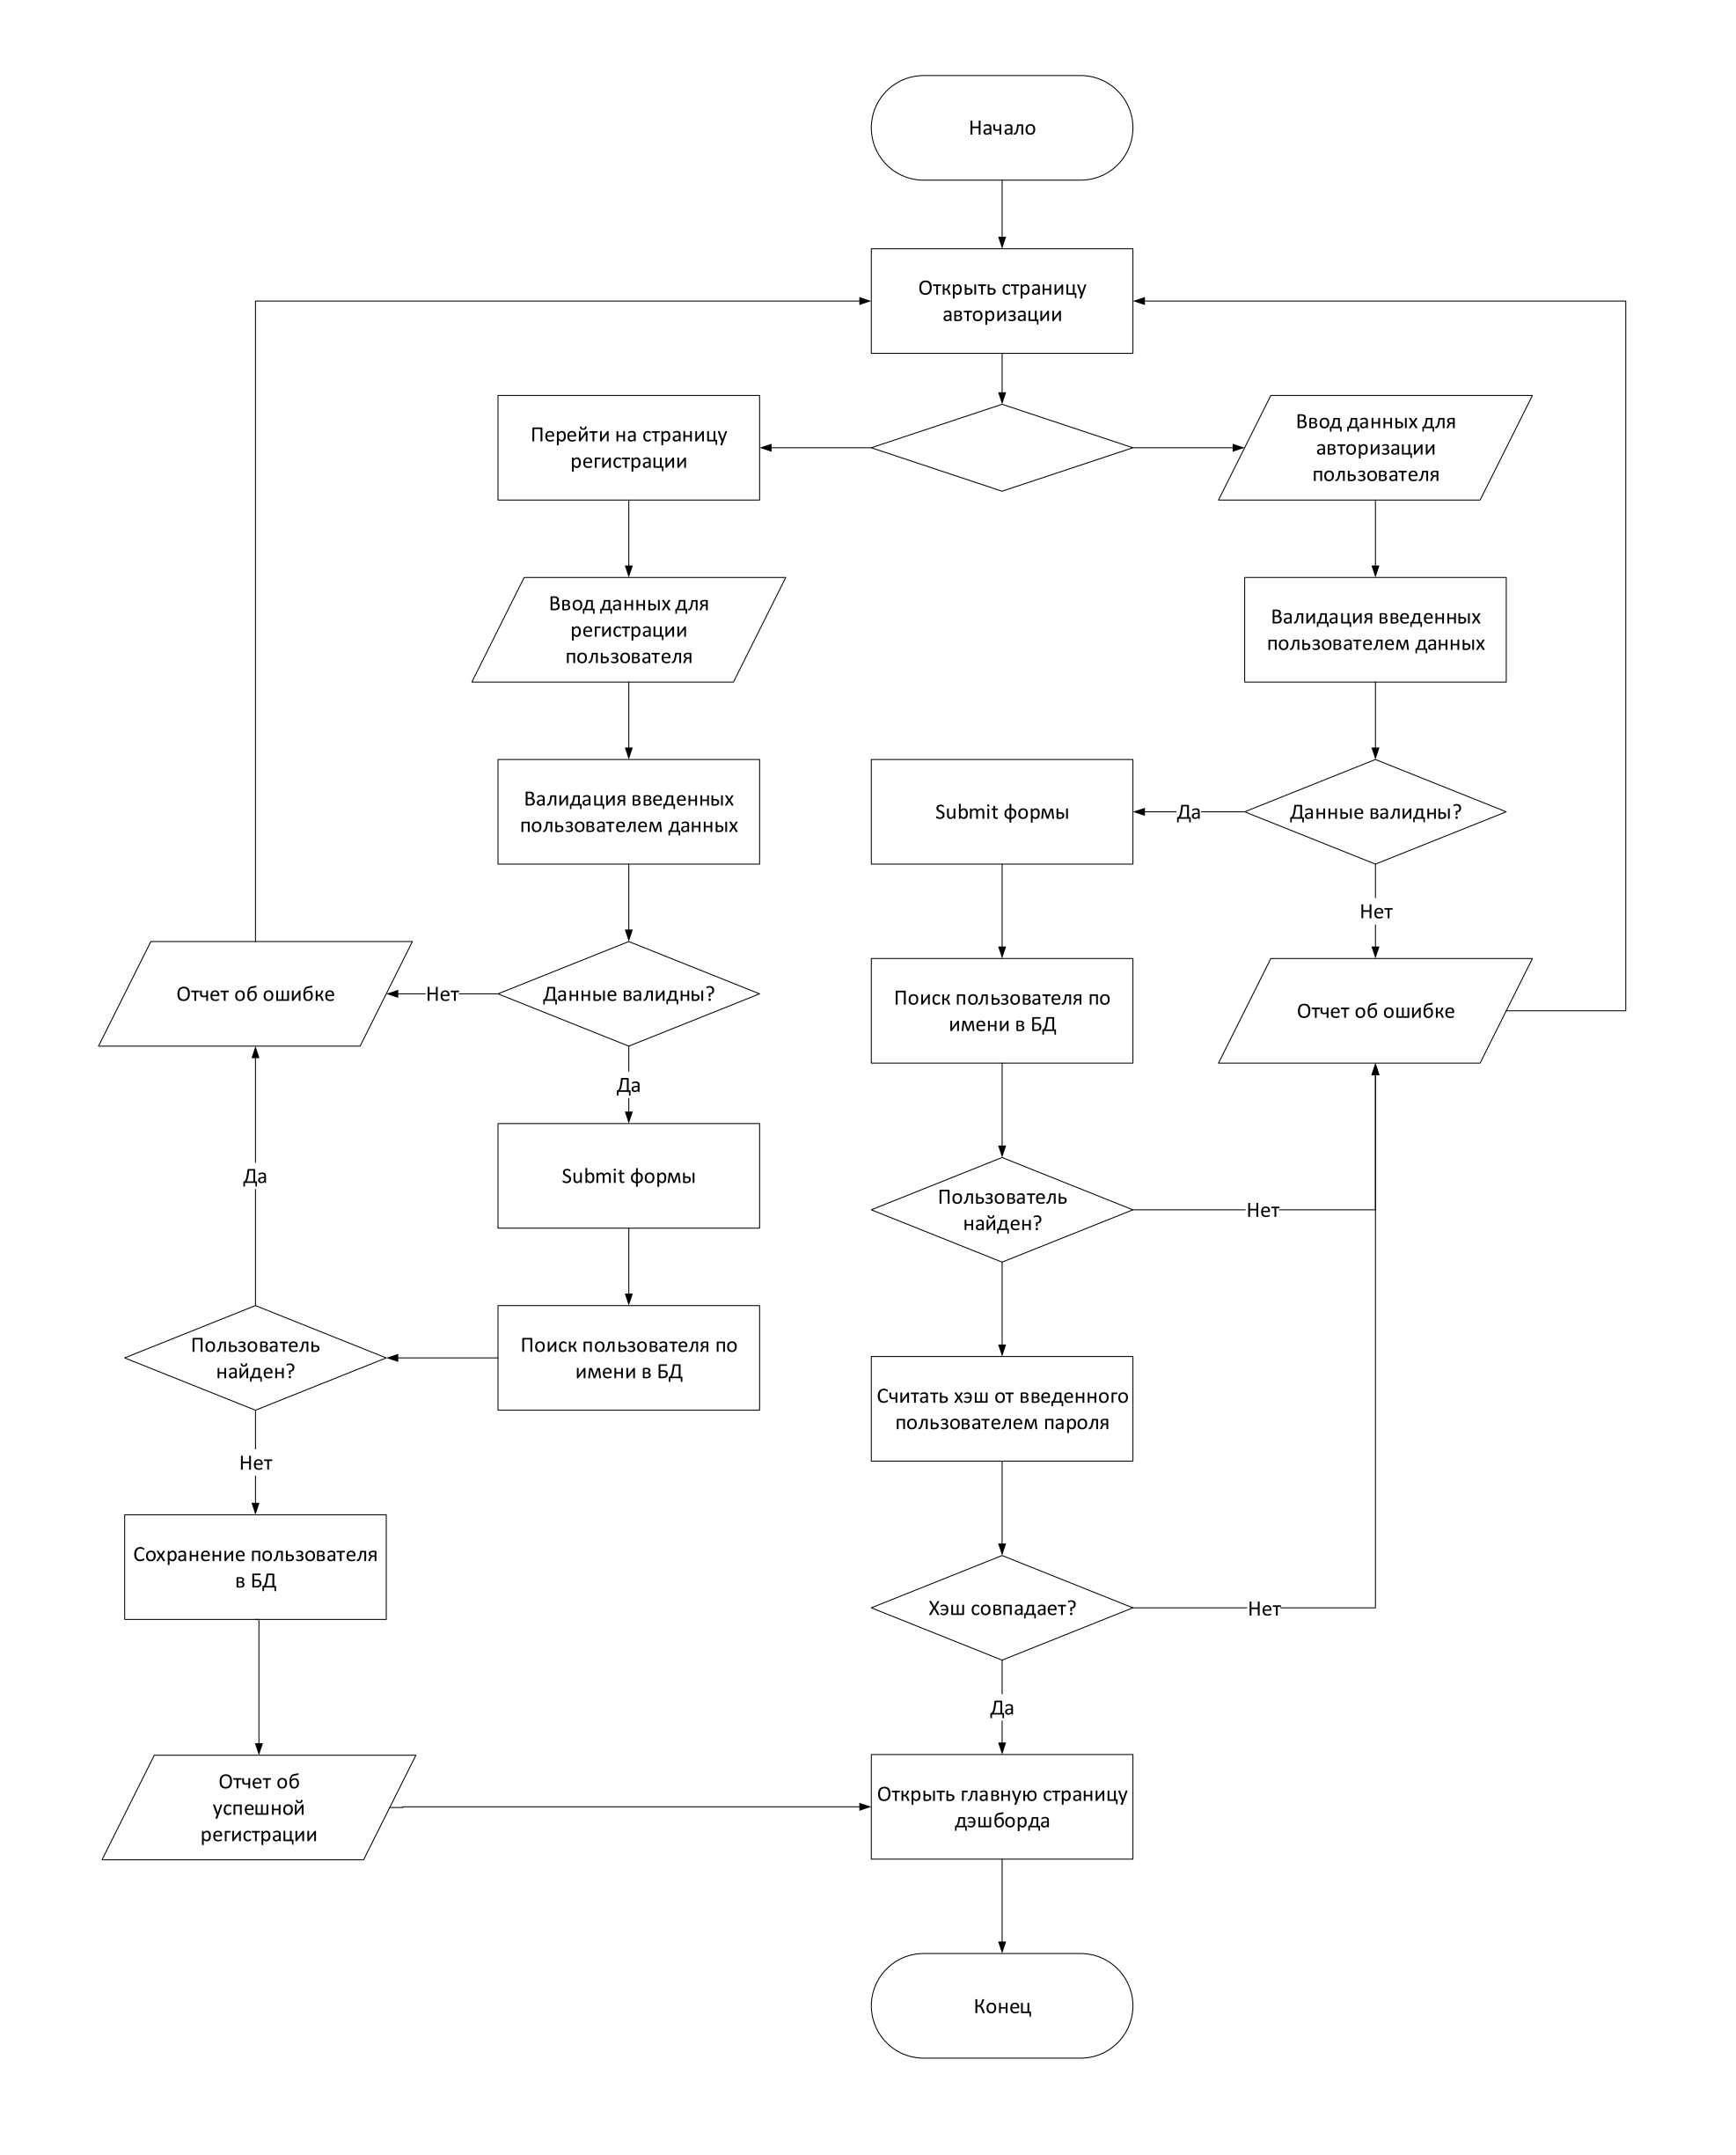 Начало
Открыть страницу
авторизации
Перейти на страницу
регистрации
Ввод данных для
авторизации
пользователя
Ввод данных для
регистрации
пользователя
Валидация введенных
пользователем данных
Валидация введенных
пользователем данных
Submit формы
Да
Данные валидны?
Нет
Отчет об ошибке
Нет
Данные валидны?
Поиск пользователя по
имени в БД
Отчет об ошибке
Да
Да
Submit формы
Пользователь
найден?
Нет
Пользователь
найден?
Поиск пользователя по
имени в БД
Считать хэш от введенного
пользователем пароля
Нет
Сохранение пользователя
в БД
Хэш совпадает?
Нет
Да
Отчет об
успешной
регистрации
Открыть главную страницу
дэшборда
Конец